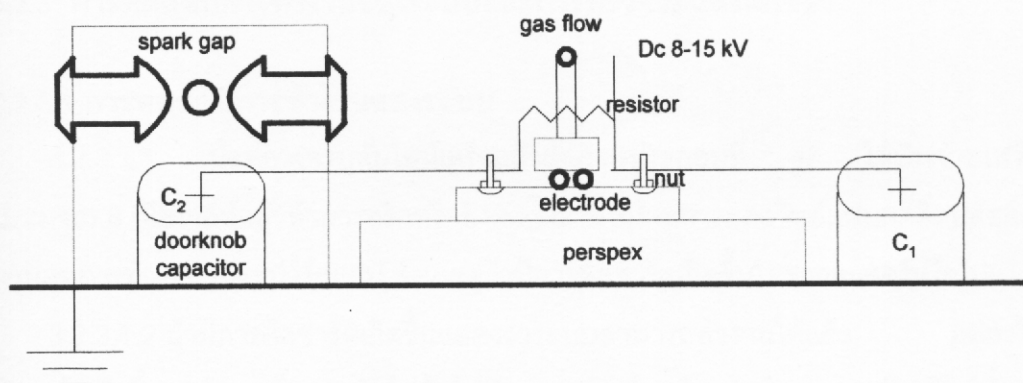 gas flow
spark gap
Dc 8-15 kV
resistor
C2
nut
electrode
doorknob
capacitor
perspex
C1